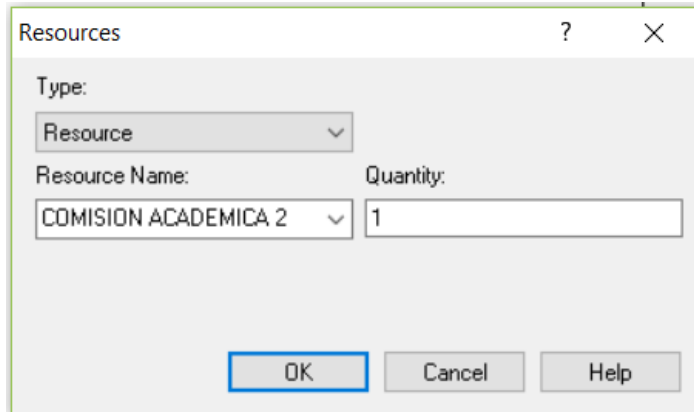 Resources ?
Type:
Resource
Resource Name: Quantity:
COMISION ACADEMICA 2 1
OK Cancel Help